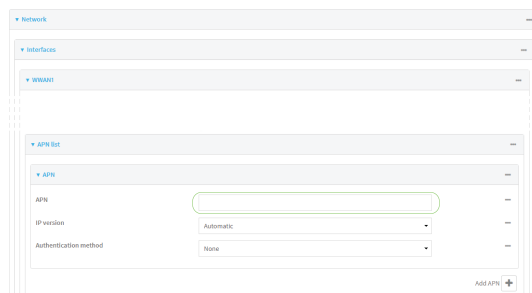 Network
Interfaces
WWAN1
APN list
APN
APN
IP version Automatic
Authentication method None
Add APN